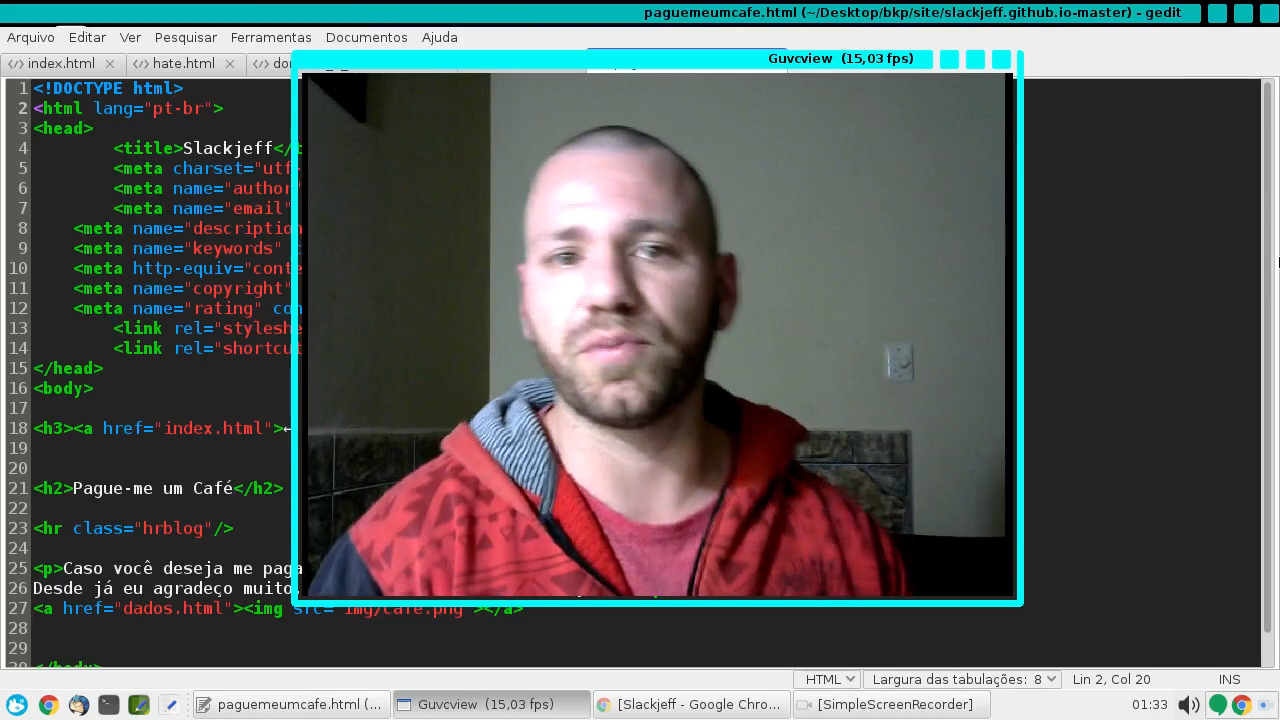 paguemeumcafe.html (~/Desktop/bkp/site/slackjeff.github.io-master) - gedit
Arquivo Editar Ver Pesquisar Ferramentas Documentos Ajuda
index.html hate.html
Guvcview (15,03 fps)
1 <!DOCTYPE html>
2 <html lang="pt-br">
3 <head>
4 <title>Slackjeff</
5 <meta charset="utf-
6 <meta name="author"
7 <meta name="email"
8 <meta name="description
9 <meta name="keywords"
10 <meta http-equiv="conte
11 <meta name="copyright"
12 <meta name="rating" con
13 <link rel="styleshe
14 <link rel="shortcut
15 </head>
16 <body>
17
18 <h3><a href="index.html">←
19
20
21 <h2>Pague-me um Café</h2>
22
23 <hr class="hrblog"/>
24
25 <p>Caso você deseja me paga
26 Desde já eu agradeço muito.
27 <a href="dados.html"><img src="img/cafe.png"></a>
28
29
30 </body>
HTML Largura das tabulações: 8 Lin 2, Col 20 INS
paguemeumcafe.html (... Guvcview (15,03 fps) [Slackjeff - Google Chro... [SimpleScreenRecorder] 01:33